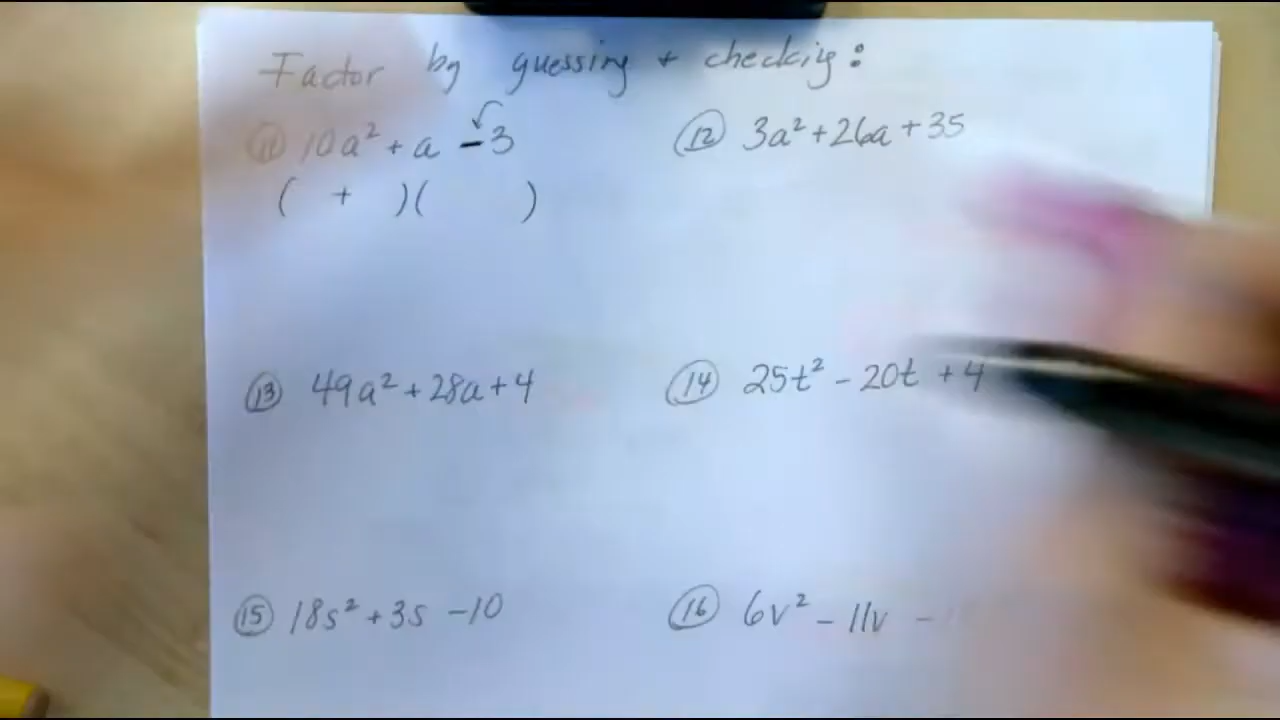 Factor by guessing + checking:
⑪ 10a² + a - 3
( + )( )
⑫ 3a² + 26a + 35
⑬ 49a² + 28a + 4
⑭ 25t² - 20t + 4
⑮ 18s² + 3s - 10
⑯ 6v² - 11v -